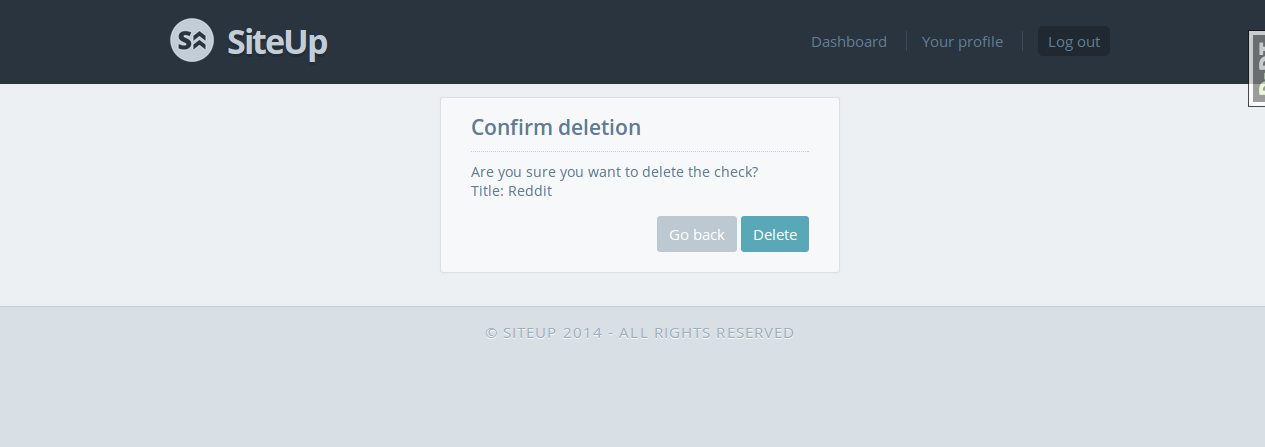 SiteUp
Dashboard
Your profile
Log out
Confirm deletion
Are you sure you want to delete the check?
Title: Reddit
Go back
Delete
© SITEUP 2014 - ALL RIGHTS RESERVED